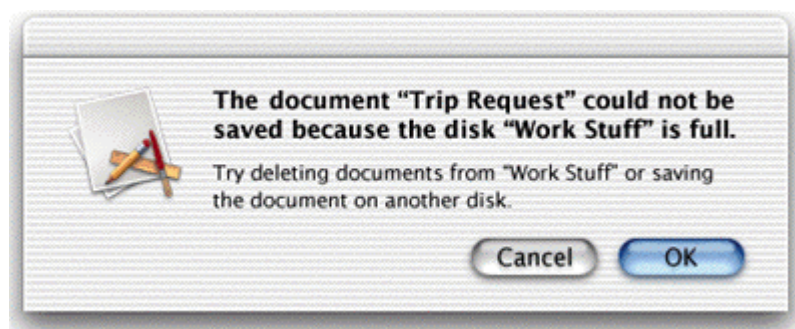 The document “Trip Request” could not be
saved because the disk “Work Stuff” is full.
Try deleting documents from “Work Stuff” or saving
the document on another disk.
Cancel OK